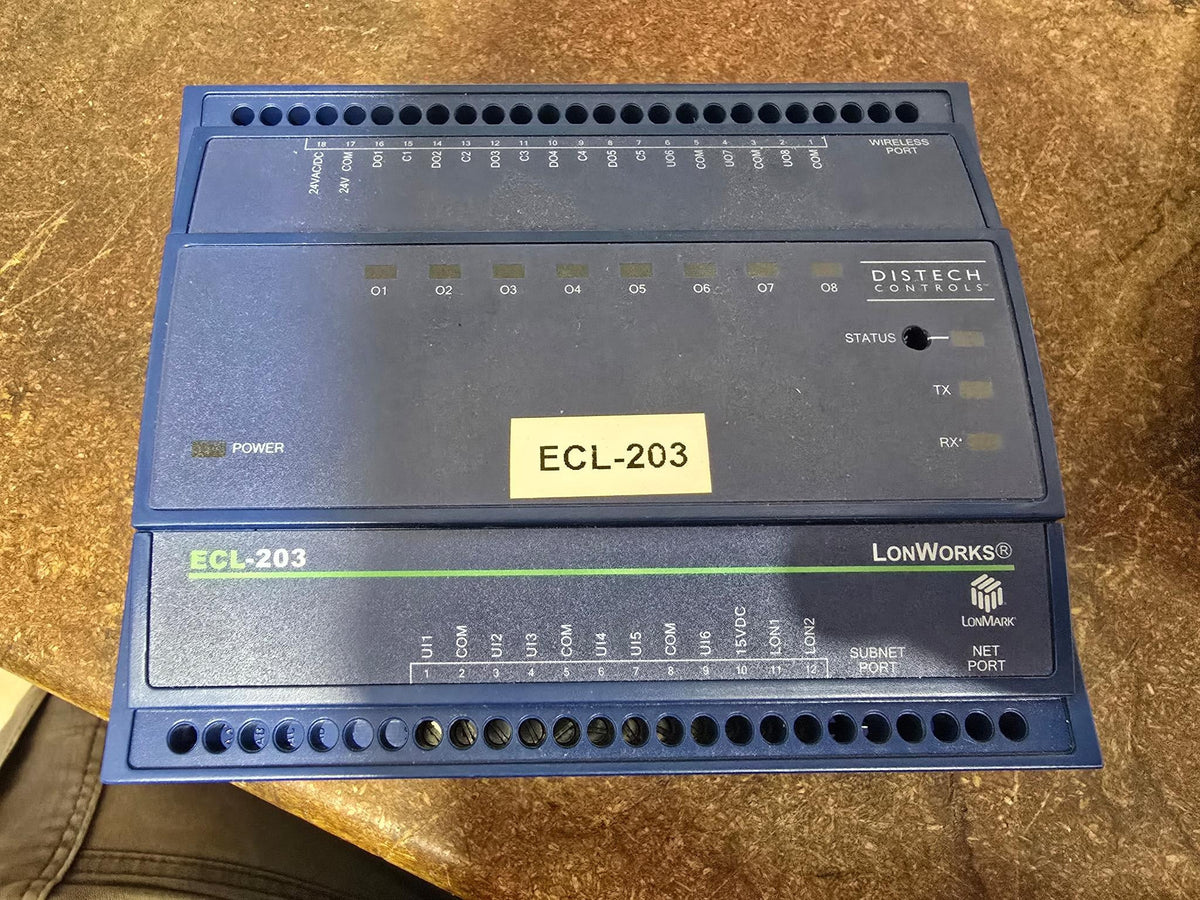 18 17 16 15 14 13 12 11 10 9 8 7 6 5 4 3 2 1
24VAC/DC 24V COM DO1 C1 DO2 C2 DO3 C3 DO4 C4 DO5 C5 UO6 COM UO7 COM UO8 COM
WIRELESS
PORT
O1 O2 O3 O4 O5 O6 O7 O8
DISTECH
CONTROLS™
STATUS
TX
RX
POWER
ECL-203
ECL-203
LONWORKS®
LONMARK
UI1 COM UI2 UI3 COM UI4 UI5 COM UI6 15VDC LON1 LON2
1 2 3 4 5 6 7 8 9 10 11 12
SUBNET
PORT
NET
PORT